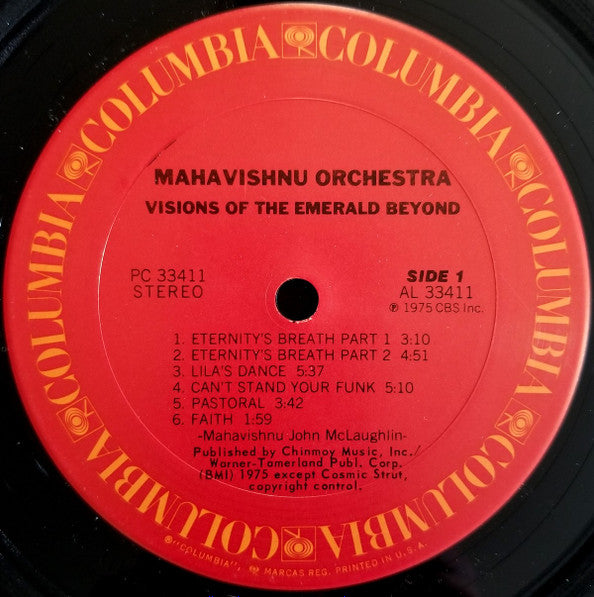 COLUMBIA COLUMBIA COLUMBIA COLUMBIA COLUMBIA COLUMBIA
MAHAVISHNU ORCHESTRA
VISIONS OF THE EMERALD BEYOND
PC 33411
STEREO
SIDE 1
AL 33411
℗ 1975 CBS Inc.
1. ETERNITY'S BREATH PART 1 3:10
2. ETERNITY'S BREATH PART 2 4:51
3. LILA'S DANCE 5:37
4. CAN'T STAND YOUR FUNK 5:10
5. PASTORAL 3:42
6. FAITH 1:59
-Mahavishnu John McLaughlin-
Published by Chinmoy Music, Inc./
Warner-Tamerland Publ. Corp.
(BMI) 1975 except Cosmic Strut,
copyright control.
®"COLUMBIA", MARCAS REG. PRINTED IN U.S.A.